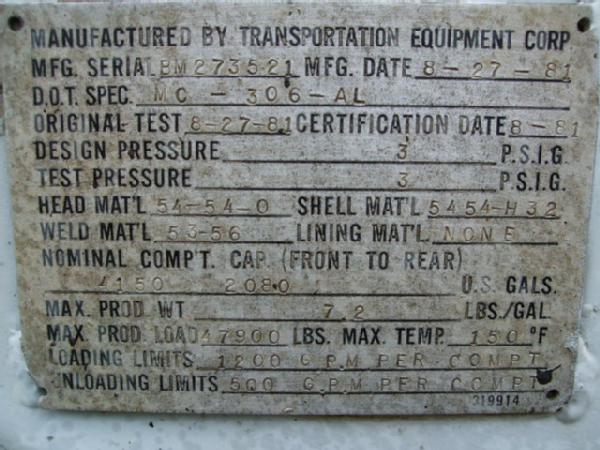 MANUFACTURED BY TRANSPORTATION EQUIPMENT CORP
MFG. SERIAL BM273521 MFG. DATE 8-27-81
D.O.T. SPEC. MC-306-AL
ORIGINAL TEST 8-27-81 CERTIFICATION DATE 8-81
DESIGN PRESSURE 3 P.S.I.G.
TEST PRESSURE 3 P.S.I.G.
HEAD MAT'L 54-54-0 SHELL MAT'L 5454-H32
WELD MAT'L 53-56 LINING MAT'L NONE
NOMINAL COMP'T. CAP. (FRONT TO REAR)
4150 2080 U.S. GALS.
MAX. PROD WT 7.2 LBS./GAL
MAX. PROD. LOAD 47900 LBS. MAX. TEMP. 150 °F
LOADING LIMITS 1200 GPM PER COMPT.
UNLOADING LIMITS 500 GPM PER COMPT
319914